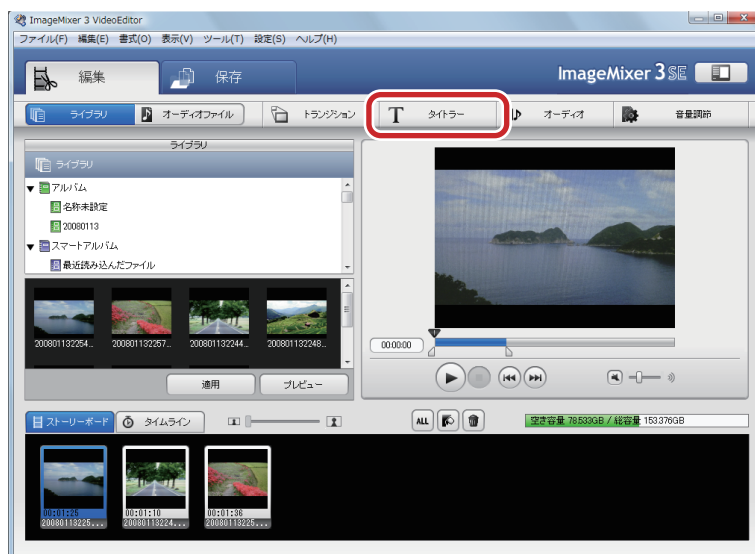 ImageMixer 3 VideoEditor
ファイル(F) 編集(E) 書式(O) 表示(V) ツール(T) 設定(S) ヘルプ(H)
編集 保存 ImageMixer 3 SE
ライブラリ オーディオファイル トランジション T タイトラー オーディオ 音量調節
ライブラリ
ライブラリ
アルバム
名称未設定
20080113
スマートアルバム
最近読み込んだファイル
200801132254... 200801132257... 200801132244... 200801132248...
00:00:00
適用 プレビュー
ストーリーボード タイムライン ALL 空き容量 78.533GB / 総容量 153.376GB
00:01:25 00:01:10 00:01:36
20080113225... 20080113224... 20080113225...